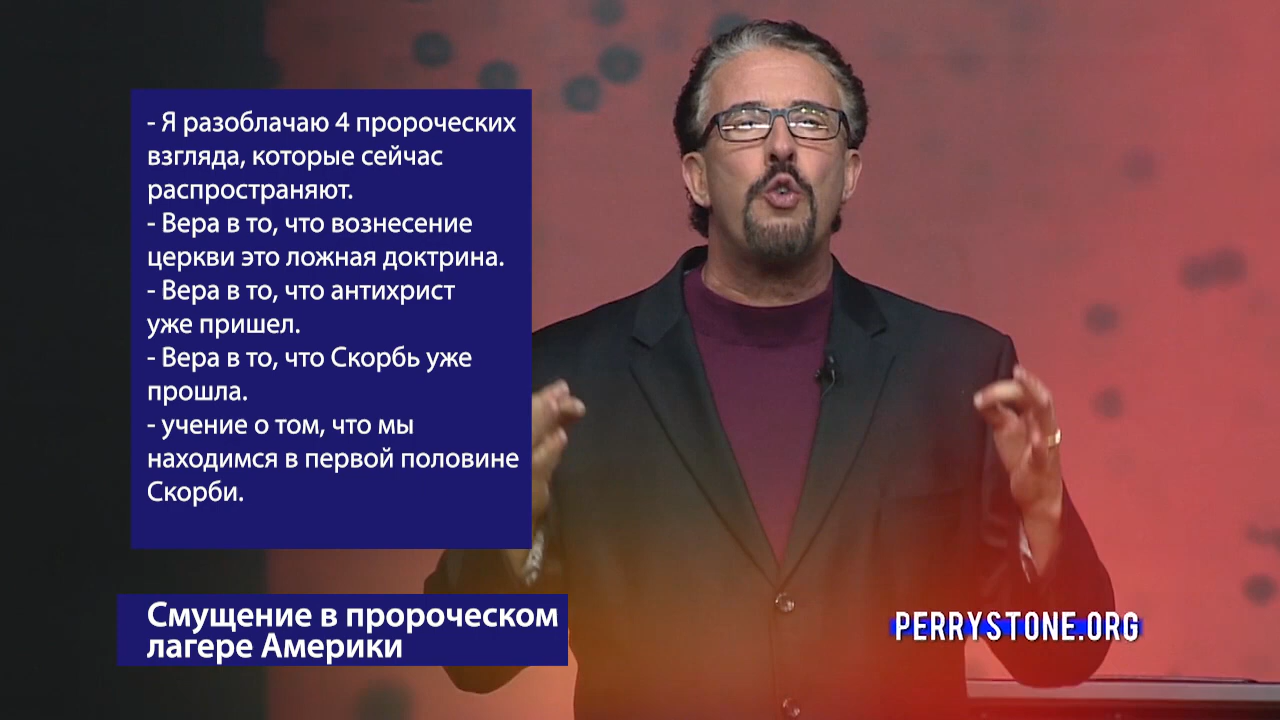 - Я разоблачаю 4 пророческих
взгляда, которые сейчас
распространяют.
- Вера в то, что вознесение
церкви это ложная доктрина.
- Вера в то, что антихрист
уже пришел.
- Вера в то, что Скорбь уже
прошла.
- учение о том, что мы
находимся в первой половине
Скорби.
Смущение в пророческом
лагере Америки
PERRYSTONE.ORG